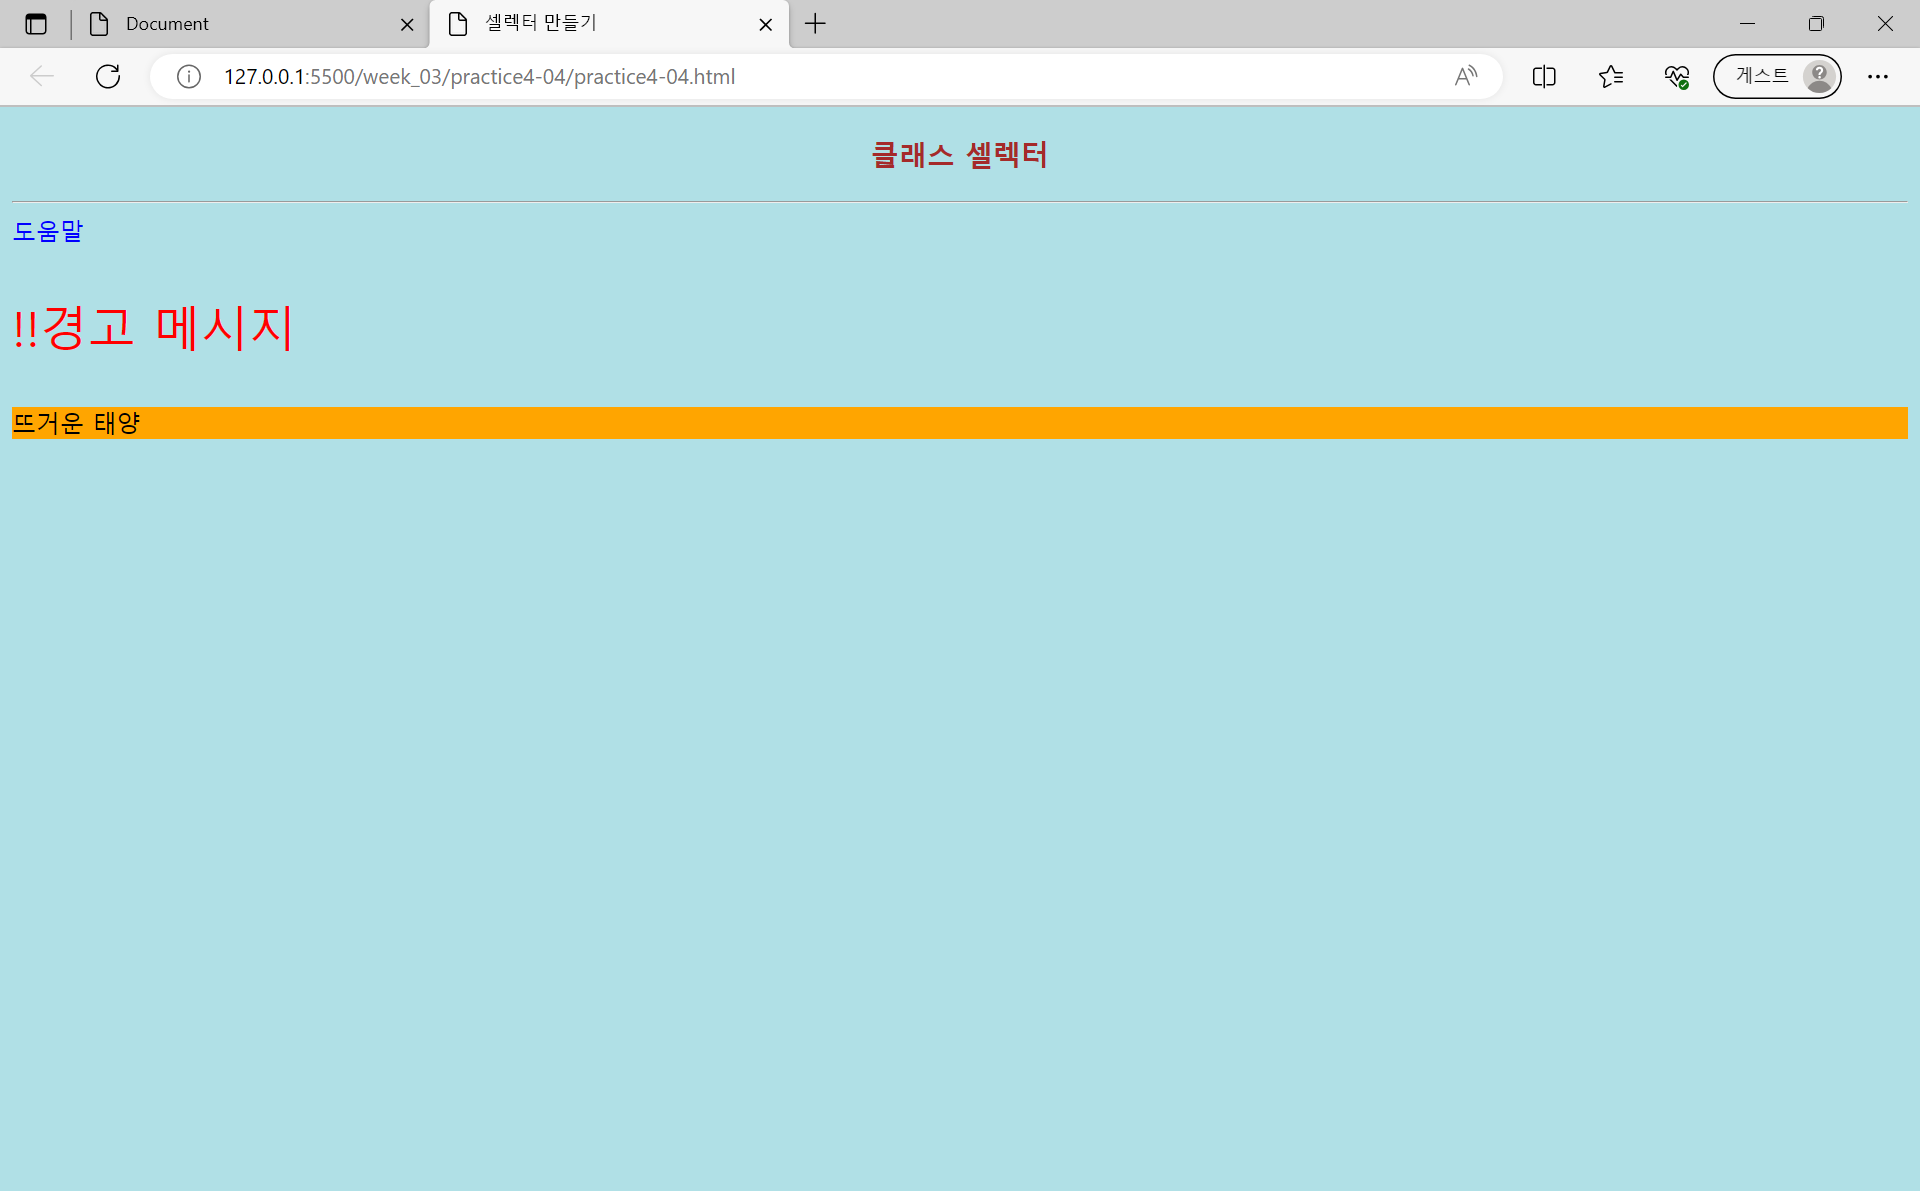 Document
셀렉터 만들기
127.0.0.1:5500/week_03/practice4-04/practice4-04.html
게스트
클래스 셀렉터
도움말
!!경고 메시지
뜨거운 태양